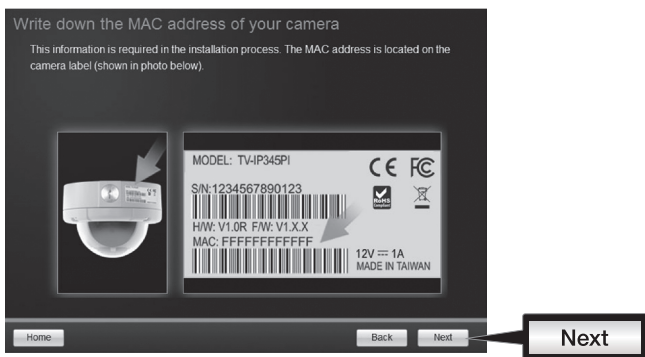 Write down the MAC address of your camera
This information is required in the installation process. The MAC address is located on the
camera label (shown in photo below).
MODEL: TV-IP345PI
CE FC
S/N:1234567890123
RoHS
Compliant
H/W: V1.0R F/W: V1.X.X
MAC: FFFFFFFFFFFF
12V ⎓ 1A
MADE IN TAIWAN
Home
Back
Next
Next